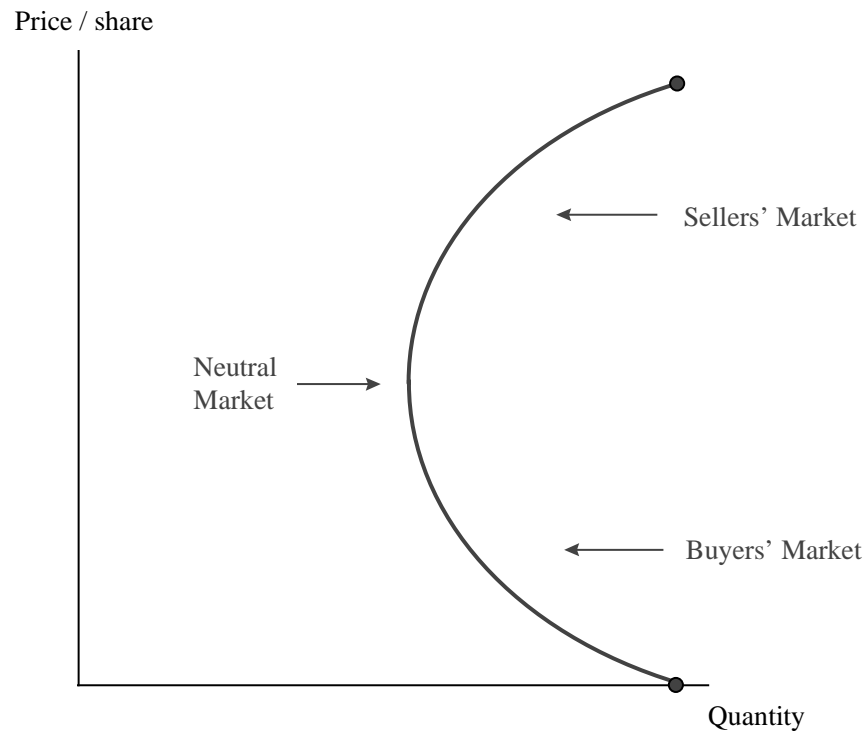 Price / share
Sellers’ Market
Neutral
Market
Buyers’ Market
Quantity